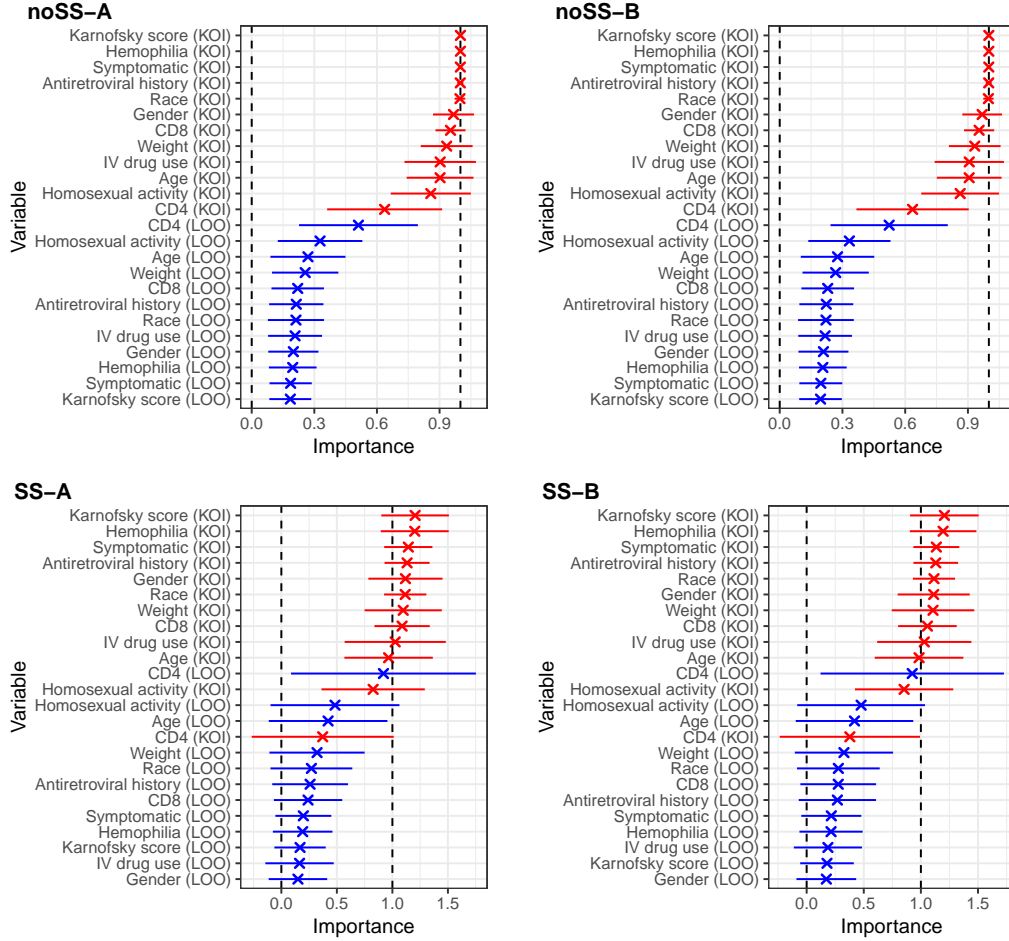 noSS−A
Karnofsky score (KOI)
Hemophilia (KOI)
Symptomatic (KOI)
Antiretroviral history (KOI)
Race (KOI)
Gender (KOI)
CD8 (KOI)
Weight (KOI)
IV drug use (KOI)
Age (KOI)
Homosexual activity (KOI)
CD4 (KOI)
CD4 (LOO)
Homosexual activity (LOO)
Age (LOO)
Weight (LOO)
CD8 (LOO)
Antiretroviral history (LOO)
Race (LOO)
IV drug use (LOO)
Gender (LOO)
Hemophilia (LOO)
Symptomatic (LOO)
Karnofsky score (LOO)
Variable
0.0 0.3 0.6 0.9
Importance
noSS−B
Karnofsky score (KOI)
Hemophilia (KOI)
Symptomatic (KOI)
Antiretroviral history (KOI)
Race (KOI)
Gender (KOI)
CD8 (KOI)
Weight (KOI)
IV drug use (KOI)
Age (KOI)
Homosexual activity (KOI)
CD4 (KOI)
CD4 (LOO)
Homosexual activity (LOO)
Age (LOO)
Weight (LOO)
CD8 (LOO)
Antiretroviral history (LOO)
Race (LOO)
IV drug use (LOO)
Gender (LOO)
Hemophilia (LOO)
Symptomatic (LOO)
Karnofsky score (LOO)
Variable
0.0 0.3 0.6 0.9
Importance
SS−A
Karnofsky score (KOI)
Hemophilia (KOI)
Symptomatic (KOI)
Antiretroviral history (KOI)
Gender (KOI)
Race (KOI)
Weight (KOI)
CD8 (KOI)
IV drug use (KOI)
Age (KOI)
CD4 (LOO)
Homosexual activity (KOI)
Homosexual activity (LOO)
Age (LOO)
CD4 (KOI)
Weight (LOO)
Race (LOO)
Antiretroviral history (LOO)
CD8 (LOO)
Symptomatic (LOO)
Hemophilia (LOO)
Karnofsky score (LOO)
IV drug use (LOO)
Gender (LOO)
Variable
0.0 0.5 1.0 1.5
Importance
SS−B
Karnofsky score (KOI)
Hemophilia (KOI)
Symptomatic (KOI)
Antiretroviral history (KOI)
Race (KOI)
Gender (KOI)
Weight (KOI)
CD8 (KOI)
IV drug use (KOI)
Age (KOI)
CD4 (LOO)
Homosexual activity (KOI)
Homosexual activity (LOO)
Age (LOO)
CD4 (KOI)
Weight (LOO)
Race (LOO)
CD8 (LOO)
Antiretroviral history (LOO)
Symptomatic (LOO)
Hemophilia (LOO)
IV drug use (LOO)
Karnofsky score (LOO)
Gender (LOO)
Variable
0.0 0.5 1.0 1.5
Importance